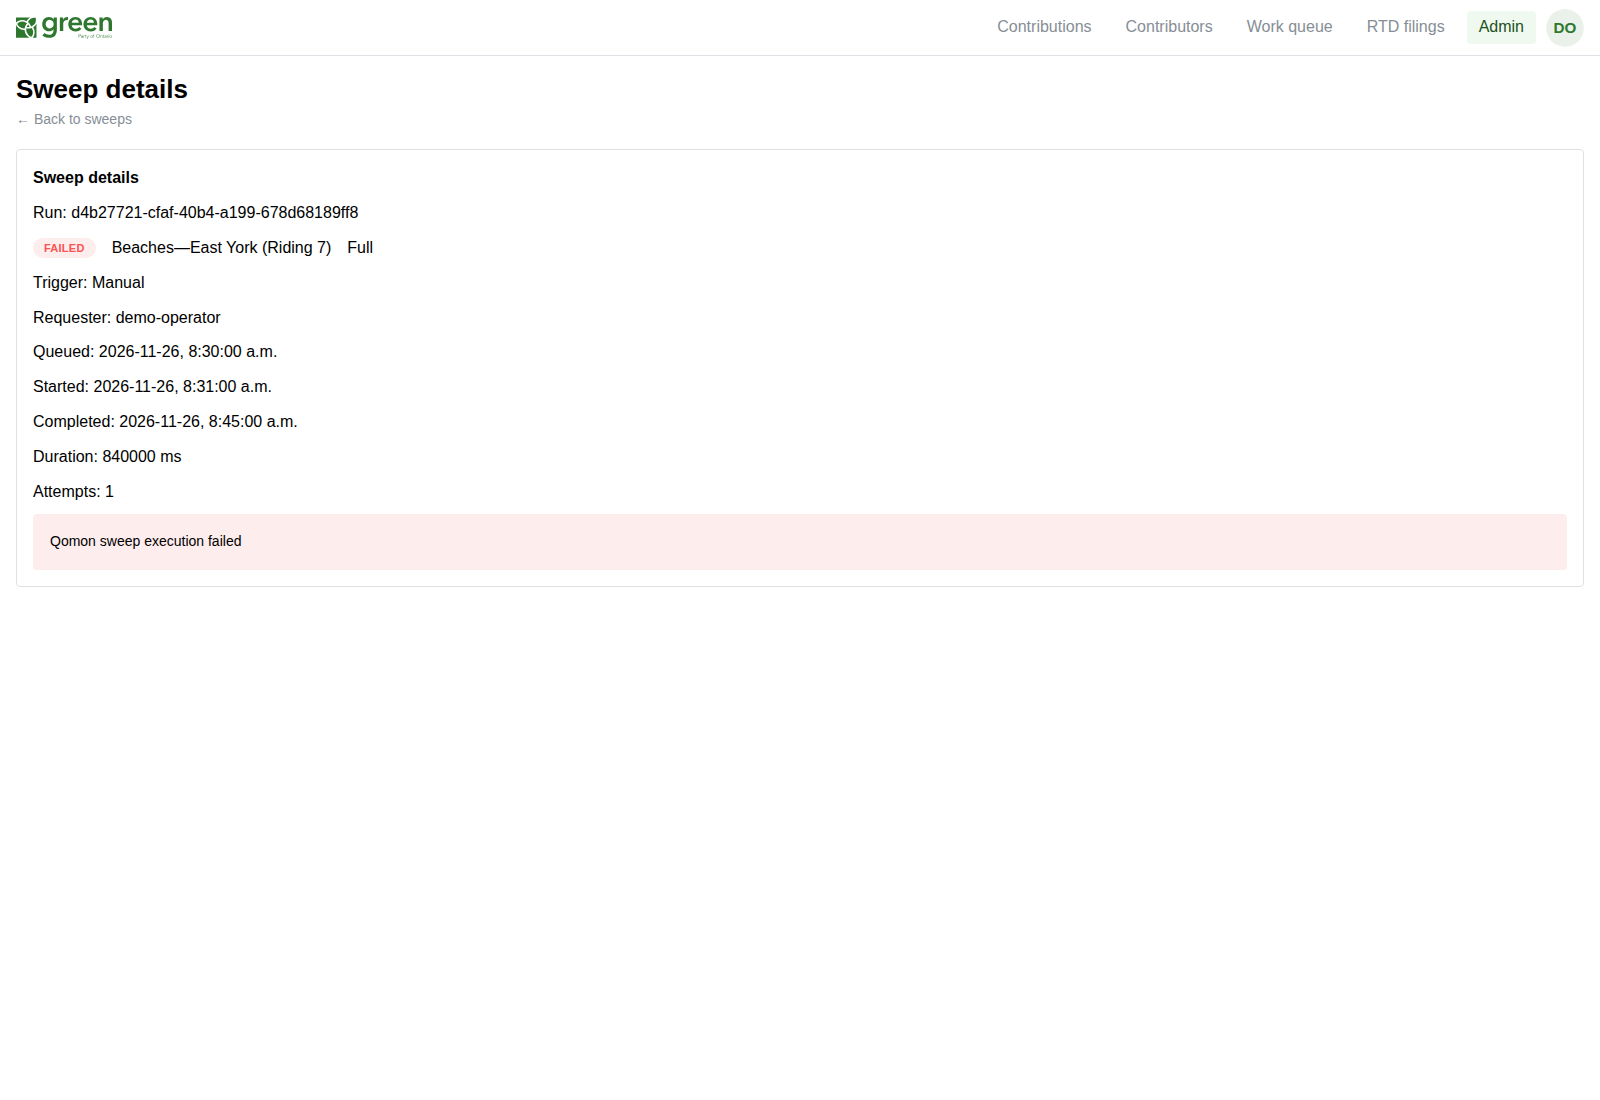 green
Party of Ontario
Contributions
Contributors
Work queue
RTD filings
Admin
DO
Sweep details
← Back to sweeps
Sweep details
Run: d4b27721-cfaf-40b4-a199-678d68189ff8
FAILED Beaches—East York (Riding 7) Full
Trigger: Manual
Requester: demo-operator
Queued: 2026-11-26, 8:30:00 a.m.
Started: 2026-11-26, 8:31:00 a.m.
Completed: 2026-11-26, 8:45:00 a.m.
Duration: 840000 ms
Attempts: 1
Qomon sweep execution failed